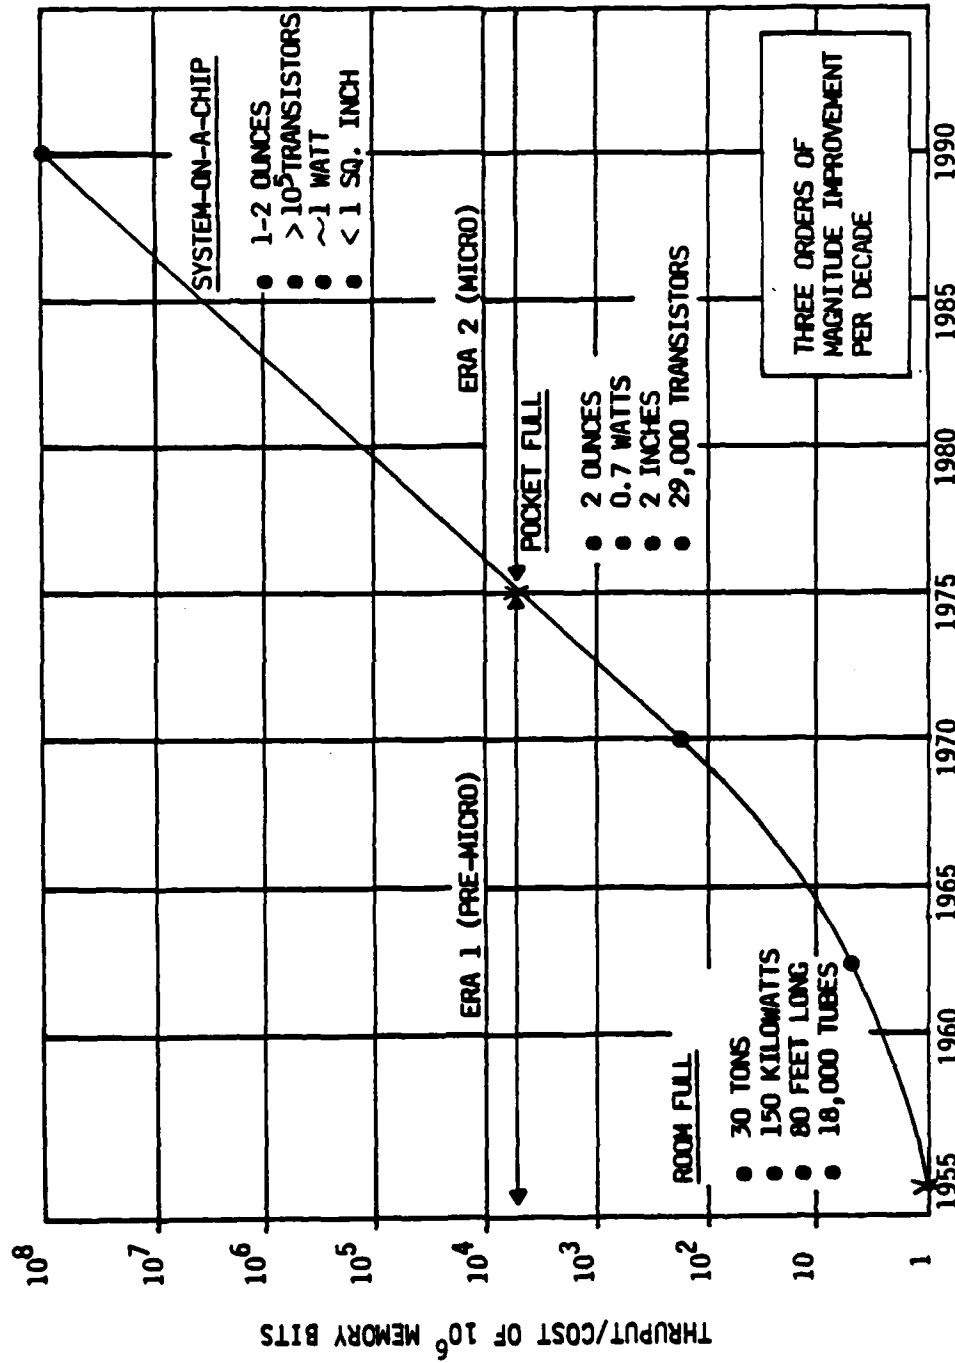 THRUPUT/COST OF 10⁶ MEMORY BITS
10⁸
10⁷
10⁶
10⁵
10⁴
10³
10²
10
1
1955
1960
1965
1970
1975
1980
1985
1990
ERA 1 (PRE-MICRO)
ERA 2 (MICRO)
ROOM FULL
● 30 TONS
● 150 KILOWATTS
● 80 FEET LONG
● 18,000 TUBES
POCKET FULL
● 2 OUNCES
● 0.7 WATTS
● 2 INCHES
● 29,000 TRANSISTORS
SYSTEM-ON-A-CHIP
● 1-2 OUNCES
● >10⁵ TRANSISTORS
● ~1 WATT
● <1 SQ. INCH
THREE ORDERS OF
MAGNITUDE IMPROVEMENT
PER DECADE